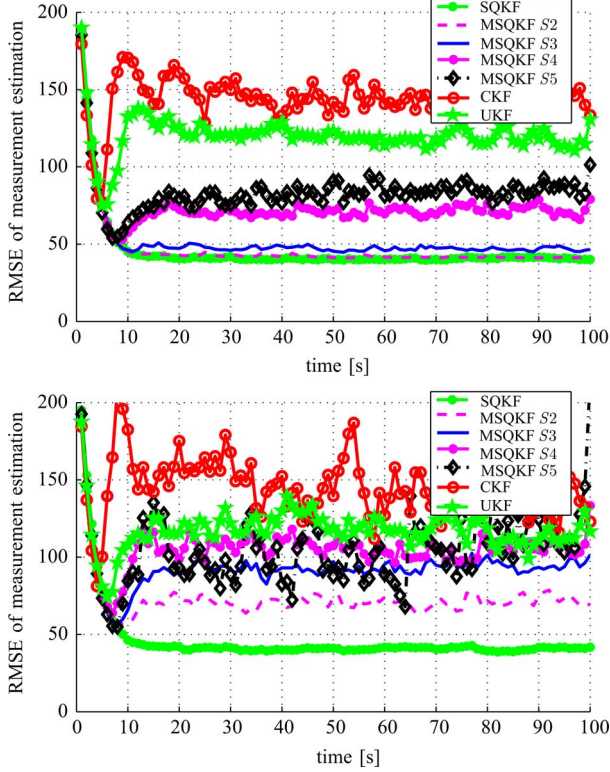 200
150
100
50
0
RMSE of measurement estimation
SQKF
MSQKF S2
MSQKF S3
MSQKF S4
MSQKF S5
CKF
UKF
0 10 20 30 40 50 60 70 80 90 100
time [s]
200
150
100
50
0
RMSE of measurement estimation
SQKF
MSQKF S2
MSQKF S3
MSQKF S4
MSQKF S5
CKF
UKF
0 10 20 30 40 50 60 70 80 90 100
time [s]